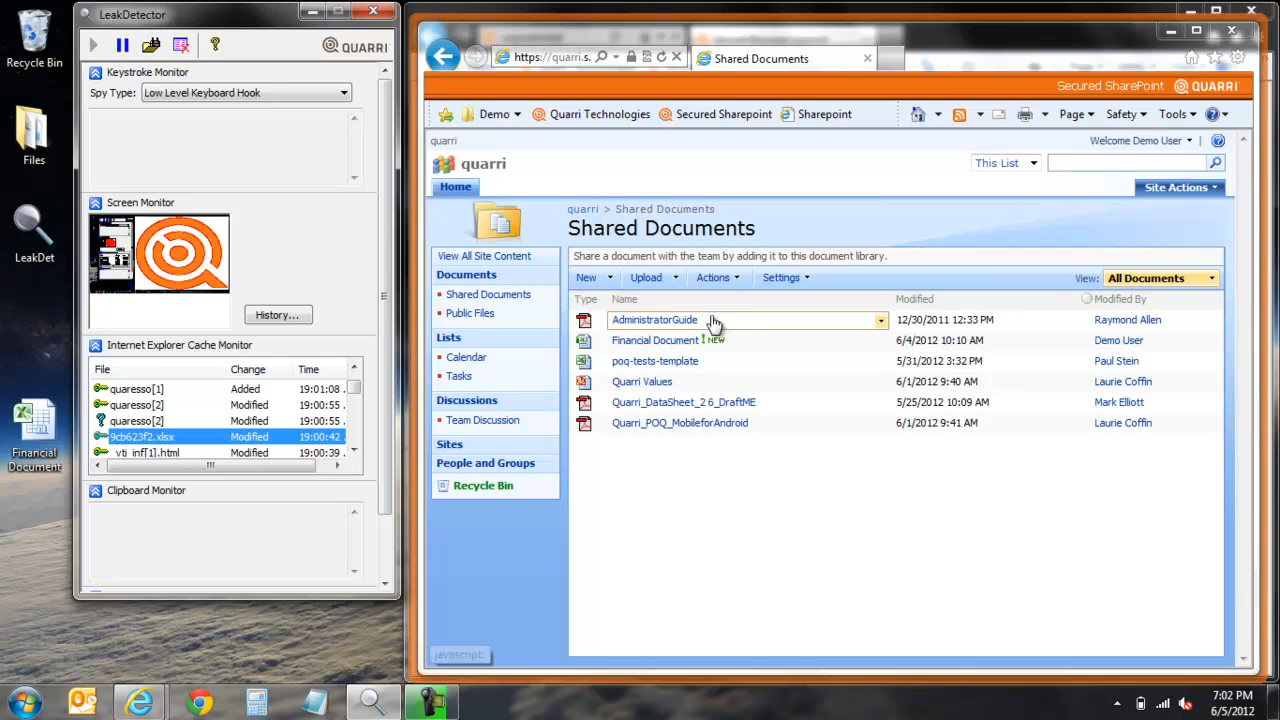 Recycle Bin
Files
LeakDet
Financial
Document
LeakDetector
QUARRI
Keystroke Monitor
Spy Type: Low Level Keyboard Hook
Screen Monitor
History...
Internet Explorer Cache Monitor
File Change Time
quaresso[1] Added 19:01:08 .
quaresso[2] Modified 19:00:55 .
quaresso[2] Modified 19:00:55 .
9cb623f2.xlsx Modified 19:00:42 .
_vti_inf[1].html Modified 19:00:39 .
Clipboard Monitor
https://quarri.s.
Shared Documents
Secured SharePoint QUARRI
Demo Quarri Technologies Secured Sharepoint Sharepoint Page Safety Tools
quarri Welcome Demo User
quarri This List
Home Site Actions
quarri > Shared Documents
Shared Documents
View All Site Content
Documents
Shared Documents
Public Files
Lists
Calendar
Tasks
Discussions
Team Discussion
Sites
People and Groups
Recycle Bin
Share a document with the team by adding it to this document library.
New Upload Actions Settings View: All Documents
Type Name Modified Modified By
AdministratorGuide 12/30/2011 12:33 PM Raymond Allen
Financial Document ! NEW 6/4/2012 10:10 AM Demo User
poq-tests-template 5/31/2012 3:32 PM Paul Stein
Quarri Values 6/1/2012 9:40 AM Laurie Coffin
Quarri_DataSheet_2 6_DraftME 5/25/2012 10:09 AM Mark Elliott
Quarri_POQ_MobileforAndroid 6/1/2012 9:41 AM Laurie Coffin
javascript:
7:02 PM
6/5/2012